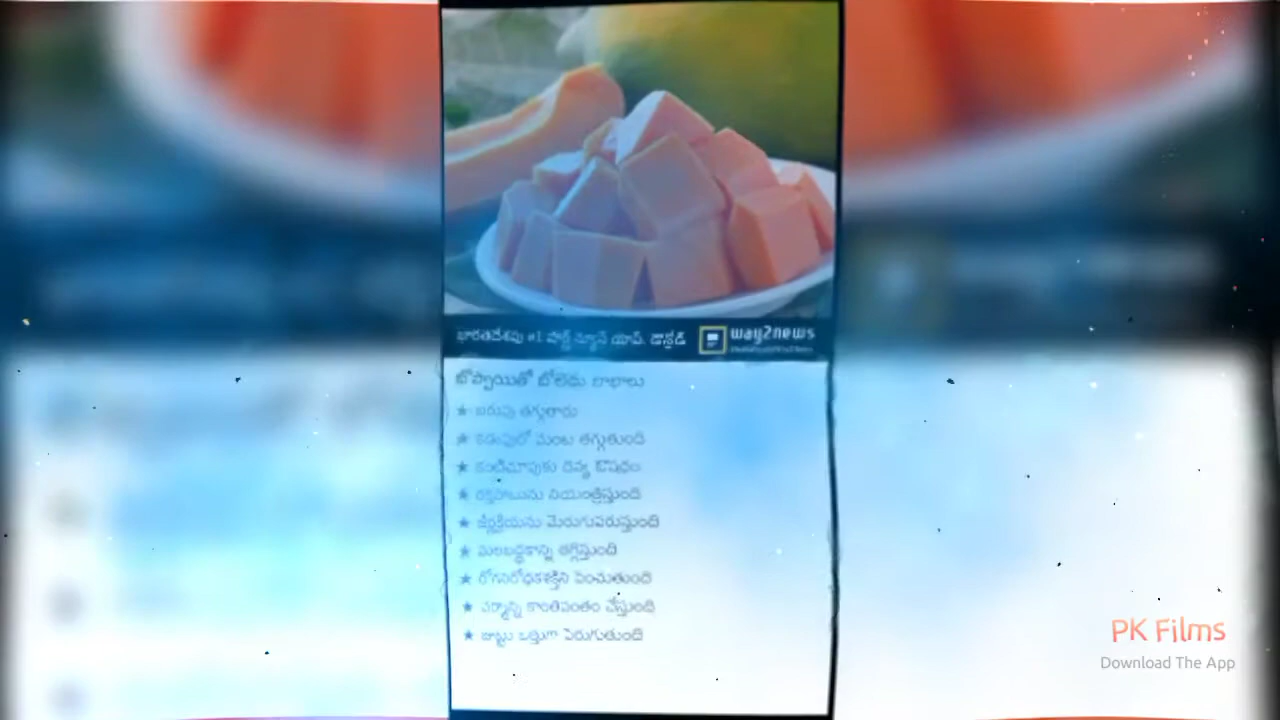 భారతదేశపు #1 షార్ట్ న్యూస్ యాప్.
way2news
బొప్పాయితో బోలెడు లాభాలు
★ బరువు తగ్గుతారు
★ కడుపులో మంట తగ్గుతుంది
★ కంటిచూపుకు దివ్య ఔషధం
★ రక్తపోటును నియంత్రిస్తుంది
★ జీర్ణక్రియను మెరుగుపరుస్తుంది
★ మలబద్ధకాన్ని తగ్గిస్తుంది
★ రోగనిరోధకశక్తిని పెంచుతుంది
★ చర్మాన్ని కాంతివంతం చేస్తుంది
★ జుట్టు ఒత్తుగా పెరుగుతుంది
PK Films
Download The App